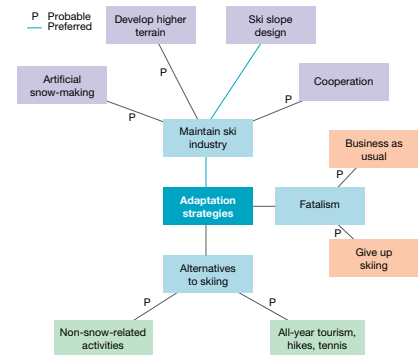 P Probable
Preferred
Develop higher
terrain
Ski slope
design
Artificial
snow-making
P
Cooperation
P
P
Maintain ski
industry
Business as
usual
P
Adaptation
strategies
Fatalism
P
Give up
skiing
Alternatives
to skiing
P
P
Non-snow-related
activities
All-year tourism,
hikes, tennis